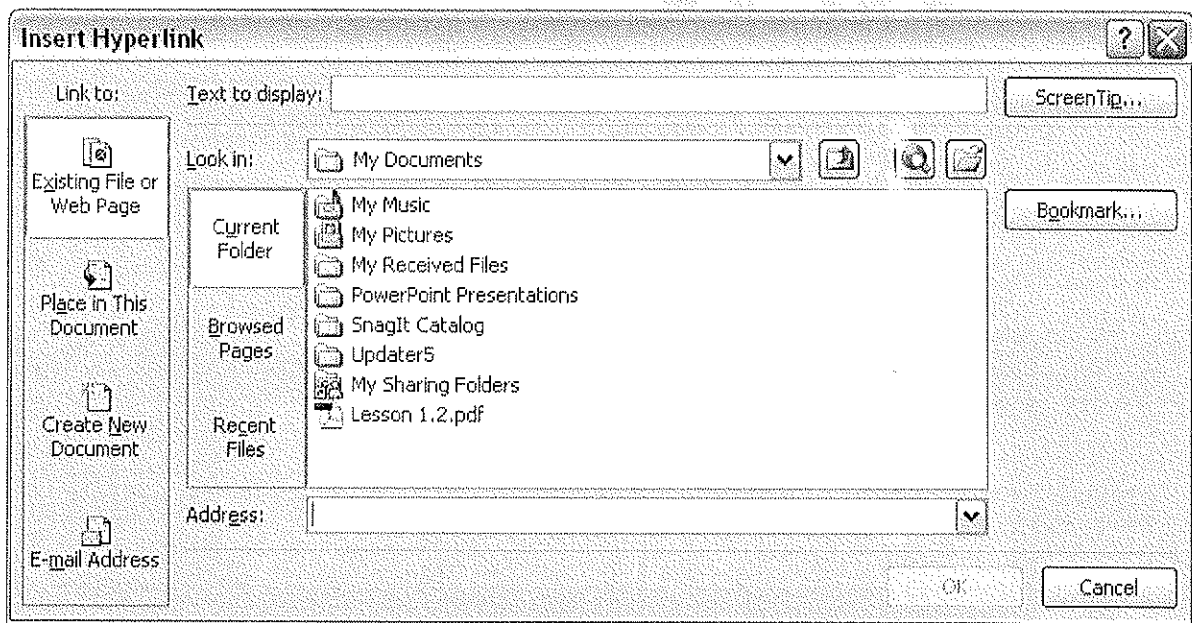 Insert Hyperlink
Link to:
Text to display:
ScreenTip...
Existing File or
Web Page
Look in:
My Documents
Bookmark...
Current
Folder
My Music
My Pictures
My Received Files
PowerPoint Presentations
SnagIt Catalog
Updater5
My Sharing Folders
Lesson 1.2.pdf
Place in This
Document
Browsed
Pages
Create New
Document
Recent
Files
Address:
E-mail Address
OK
Cancel